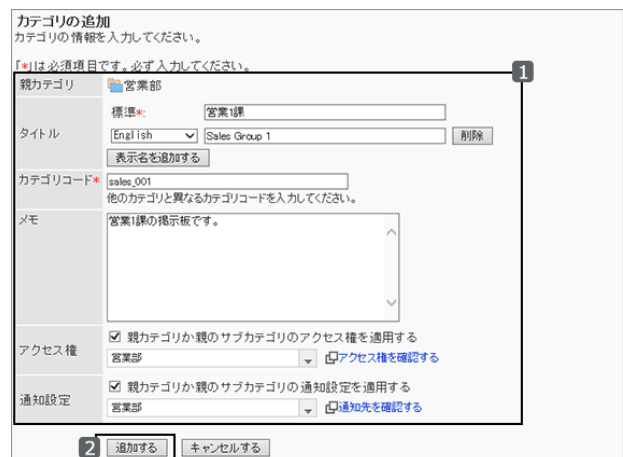 カテゴリの追加
カテゴリの情報を入力してください。
「*」は必須項目です。必ず入力してください。
1
親カテゴリ 営業部
タイトル 標準*: 営業1課
English Sales Group 1 削除
表示名を追加する
カテゴリコード* sales_001
他のカテゴリと異なるカテゴリコードを入力してください。
メモ 営業1課の掲示板です。
アクセス権 親カテゴリか親のサブカテゴリのアクセス権を適用する
営業部 アクセス権を確認する
通知設定 親カテゴリか親のサブカテゴリの通知設定を適用する
営業部 通知先を確認する
2 追加する キャンセルする